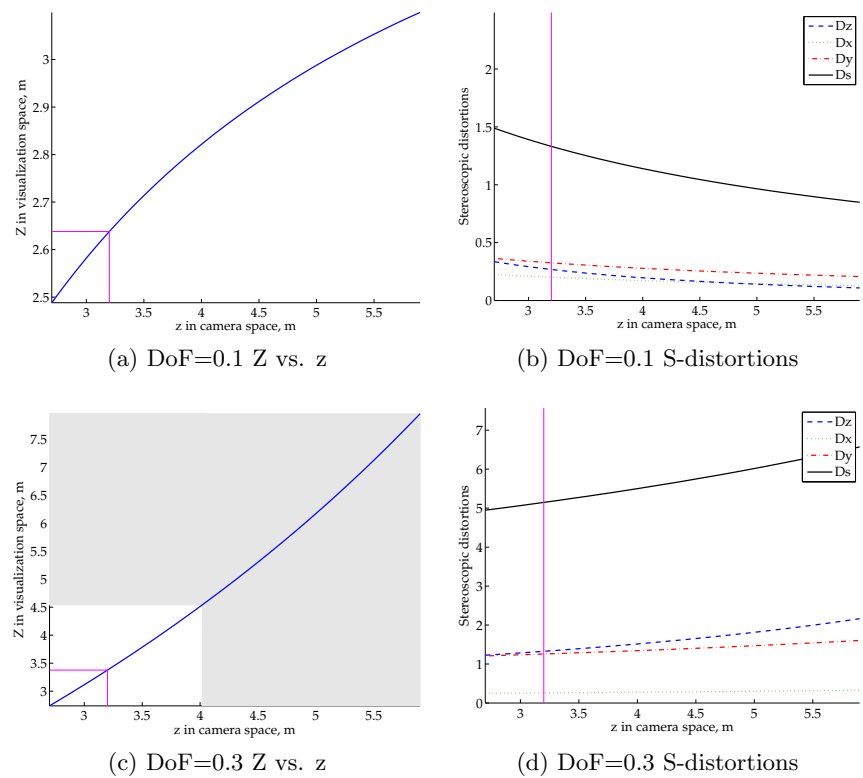 Z in visualization space, m
3
2.9
2.8
2.7
2.6
2.5
3 3.5 4 4.5 5 5.5
z in camera space, m
(a) DoF=0.1 Z vs. z
Stereoscopic distortions
2
1.5
1
0.5
0
3 3.5 4 4.5 5 5.5
z in camera space, m
Dz
Dx
Dy
Ds
(b) DoF=0.1 S-distortions
Z in visualization space, m
7.5
7
6.5
6
5.5
5
4.5
4
3.5
3
3 3.5 4 4.5 5 5.5
z in camera space, m
(c) DoF=0.3 Z vs. z
Stereoscopic distortions
7
6
5
4
3
2
1
0
3 3.5 4 4.5 5 5.5
z in camera space, m
Dz
Dx
Dy
Ds
(d) DoF=0.3 S-distortions